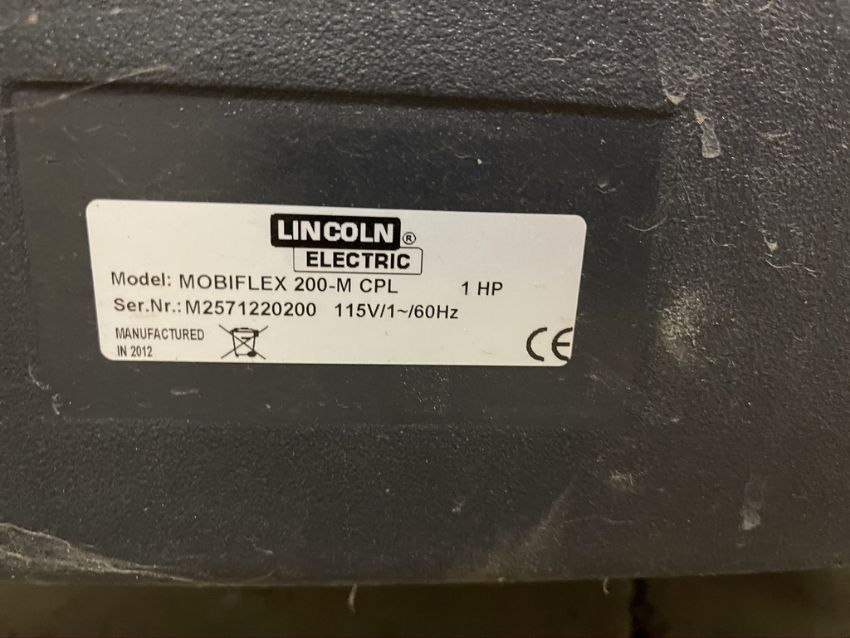 LINCOLN ®
ELECTRIC
Model: MOBIFLEX 200-M CPL 1 HP
Ser.Nr.: M2571220200 115V/1~/60Hz
MANUFACTURED
IN 2012
CE